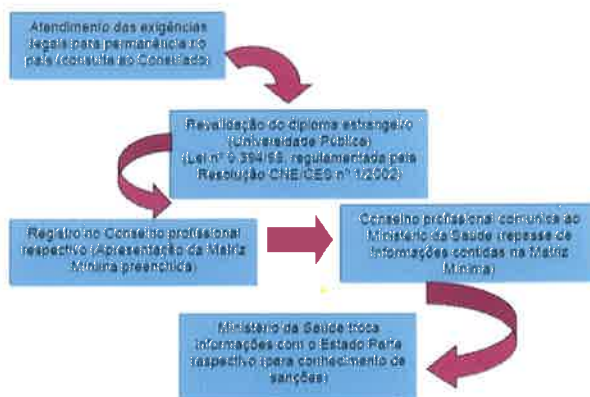 Atendimento das exigências
legais para permanência no
país (consulta ao Consulado)
Revalidação do diploma estrangeiro
(Universidade Pública)
(Lei nº 9.394/96, regulamentada pela
Resolução CNE/CES nº 1/2002)
Registro no Conselho profissional
respectivo (Apresentação da Matriz
Mínima preenchida)
Conselho profissional comunica ao
Ministério da Saúde (repasse de
informações contidas na Matriz
Mínima)
Ministério da Saúde troca
informações com o Estado Parte
respectivo (para conhecimento de
sanções)